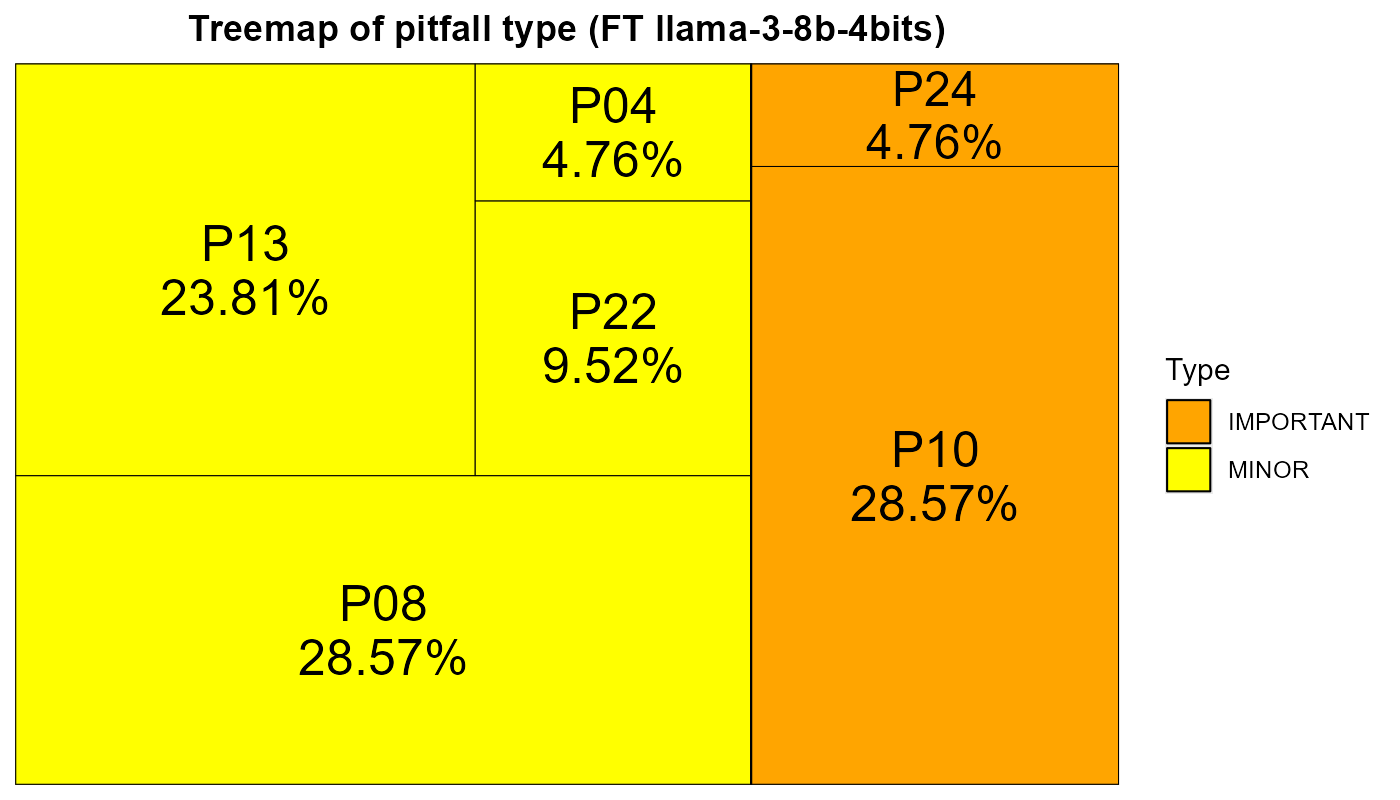 Treemap of pitfall type (FT llama-3-8b-4bits)
P13
23.81%
P04
4.76%
P22
9.52%
P08
28.57%
P24
4.76%
P10
28.57%
Type
IMPORTANT
MINOR